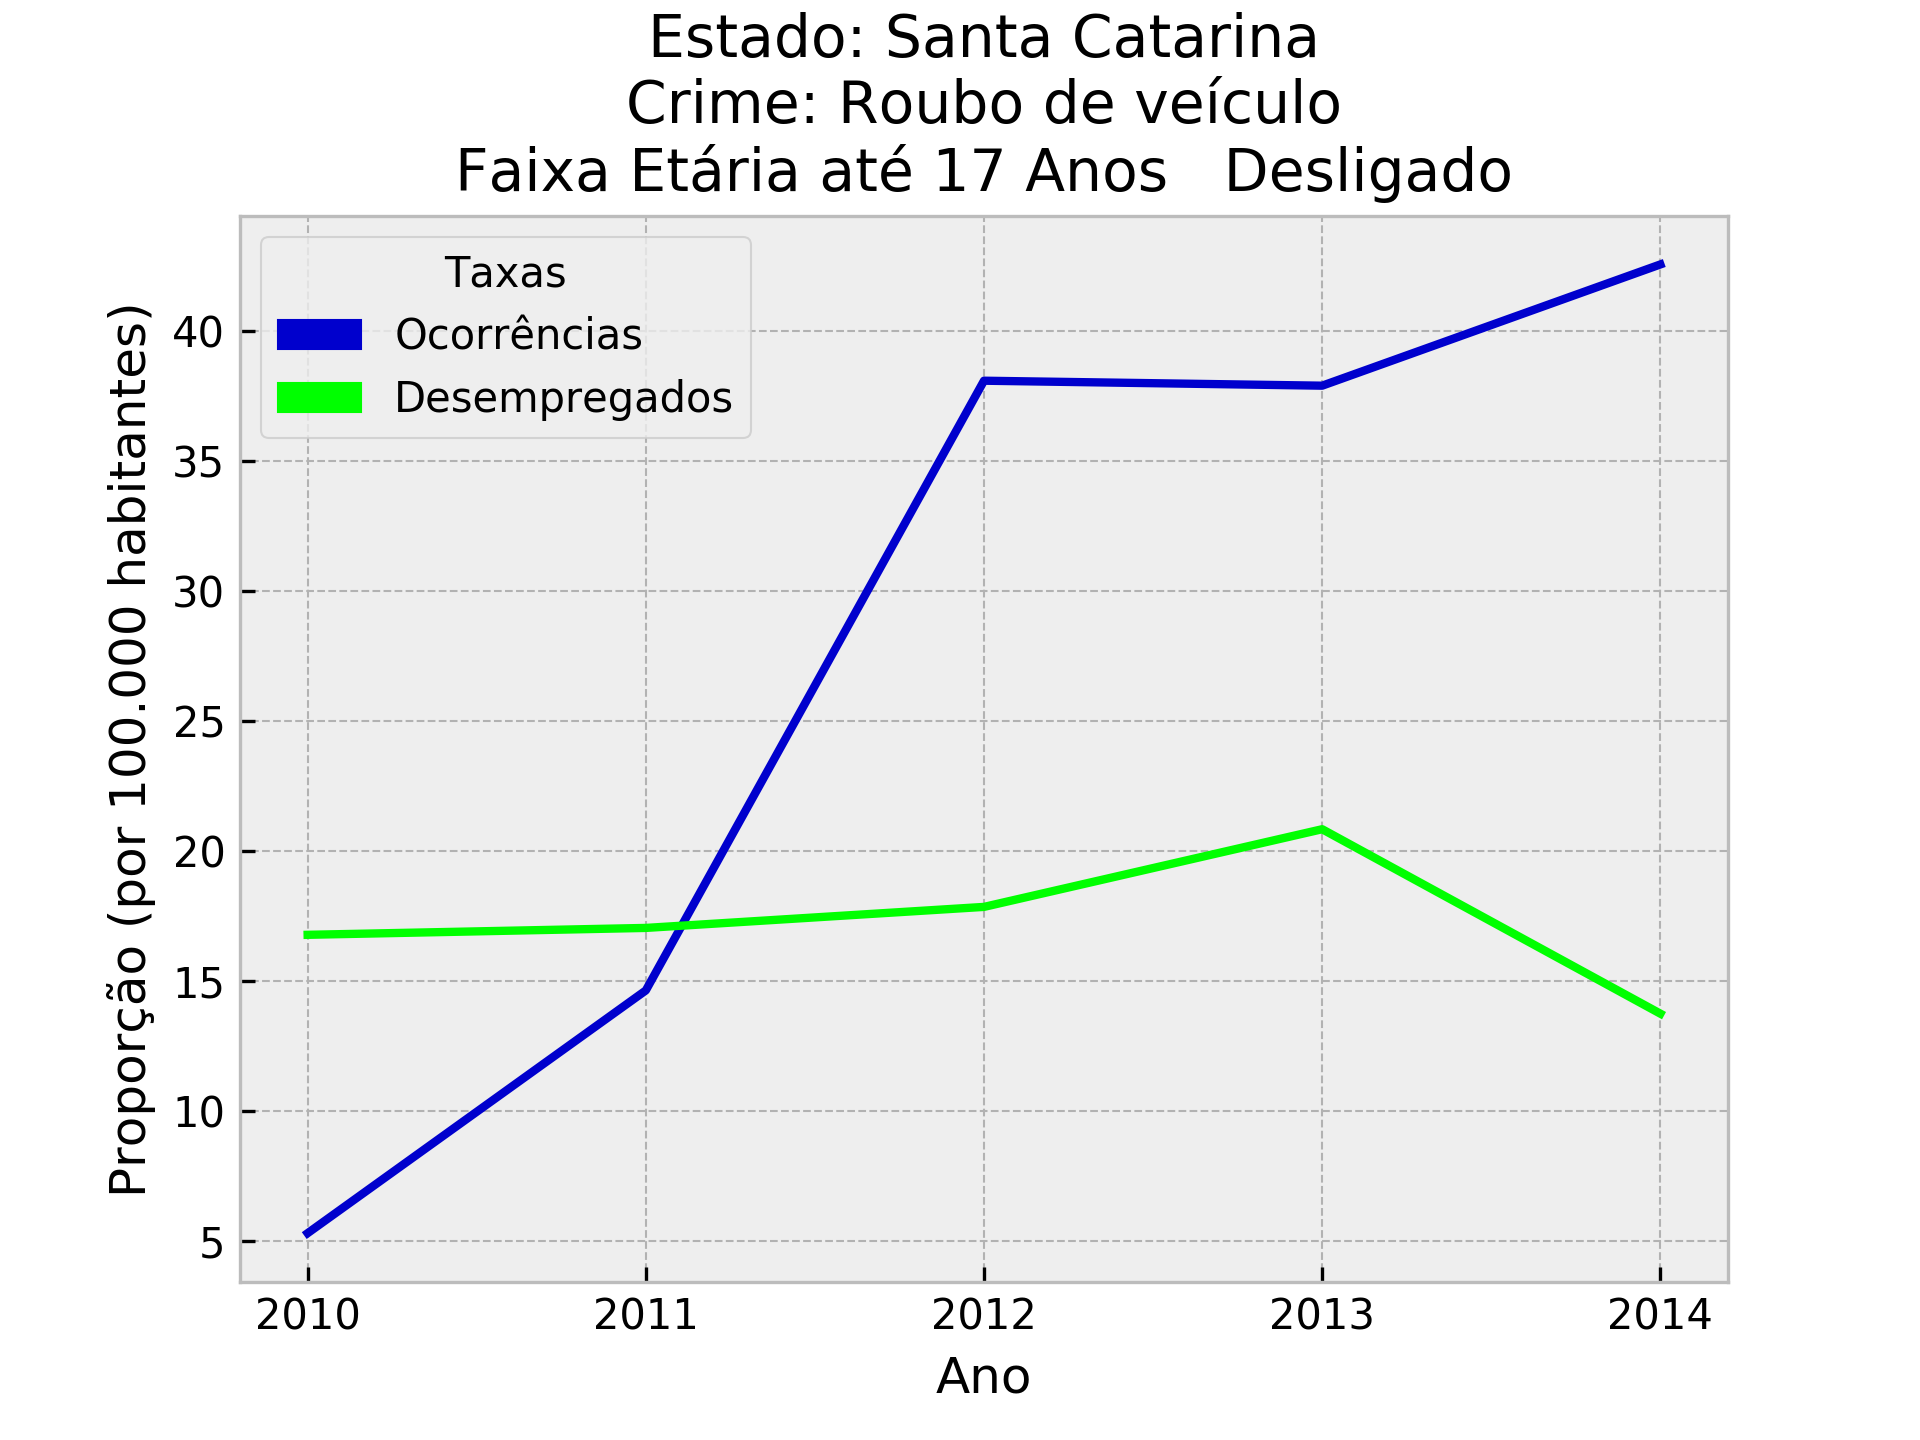 Estado: Santa Catarina
Crime: Roubo de veículo
Faixa Etária até 17 Anos   Desligado
Taxas
Ocorrências
Desempregados
Proporção (por 100.000 habitantes)
40
35
30
25
20
15
10
5
2010 2011 2012 2013 2014
Ano